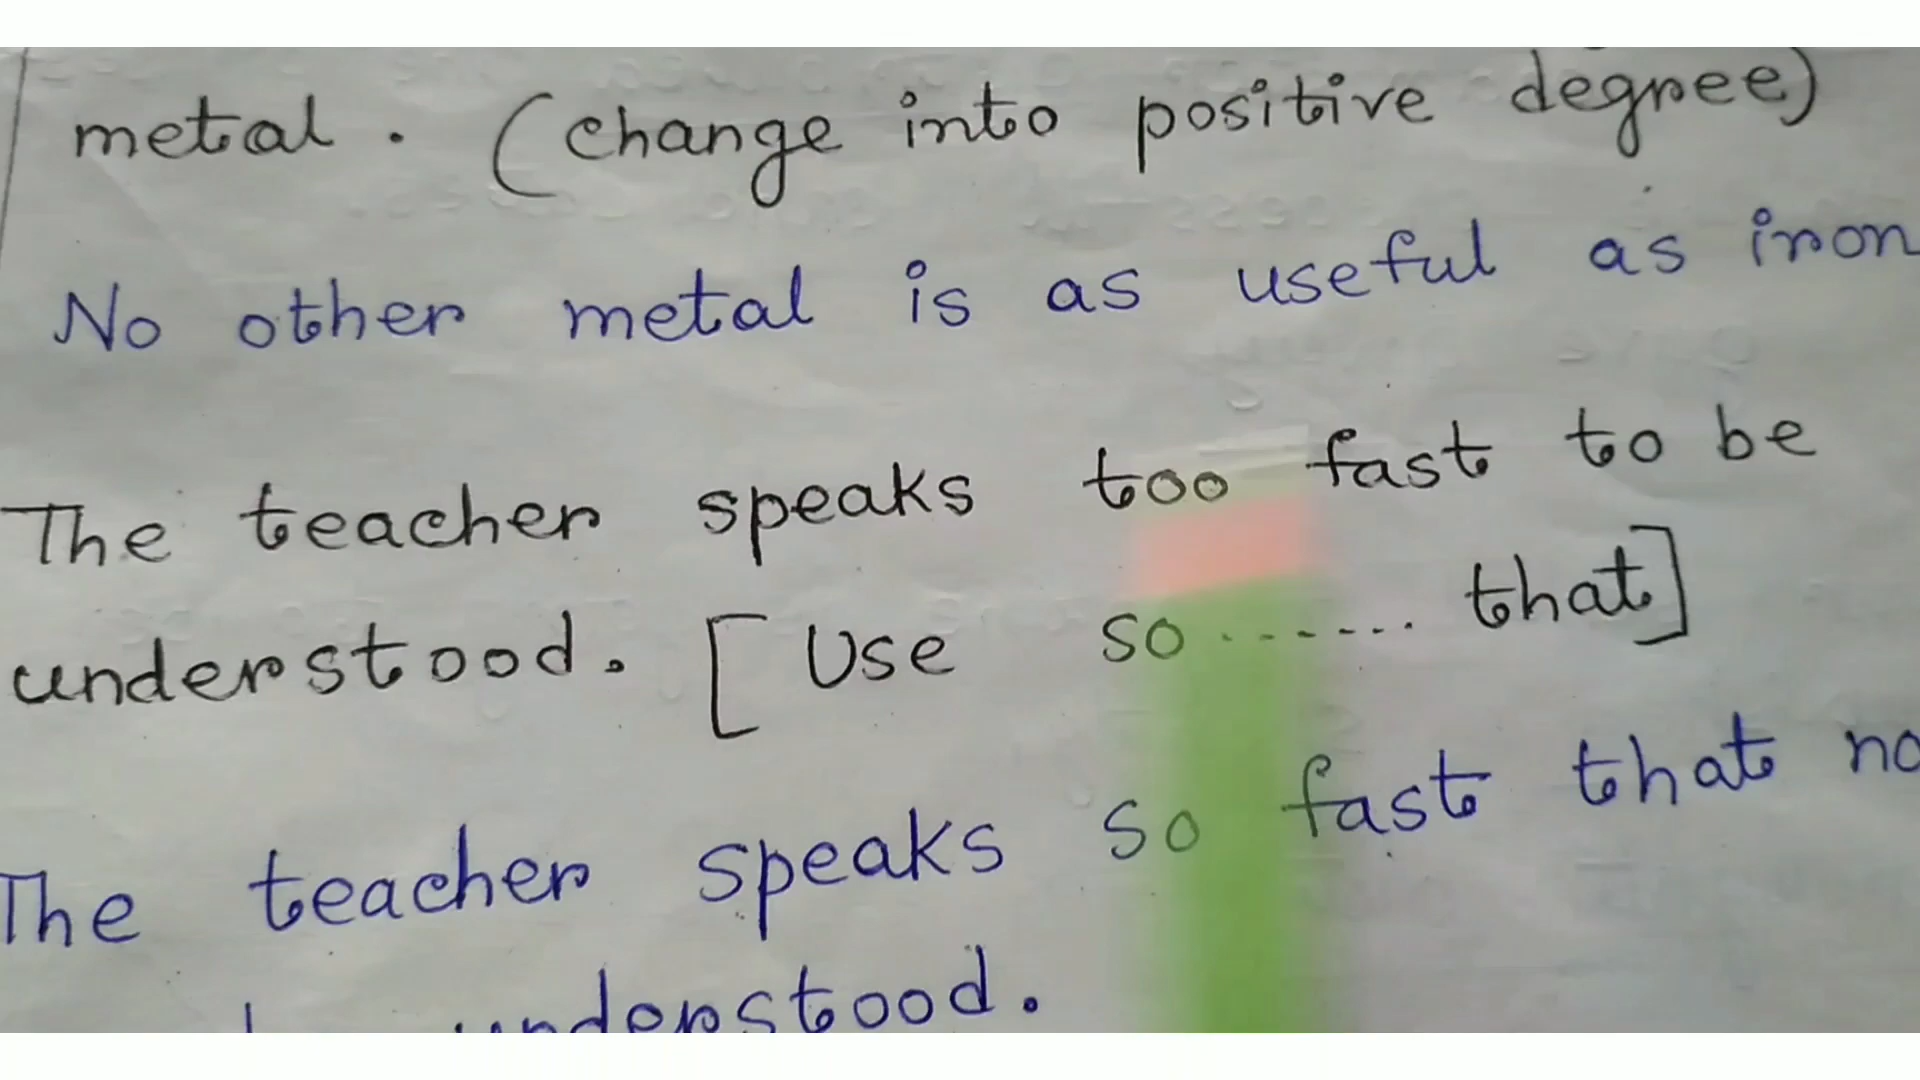 metal. (change into positive degree)
No other metal is as useful as iron
The teacher speaks too fast to be
understood. [Use so....... that]
The teacher speaks so fast that
understood.